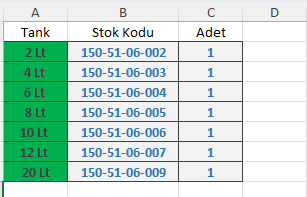 A B C D
Tank Stok Kodu Adet
2 Lt 150-51-06-002 1
4 Lt 150-51-06-003 1
6 Lt 150-51-06-004 1
8 Lt 150-51-06-005 1
10 Lt 150-51-06-006 1
12 Lt 150-51-06-007 1
20 Lt 150-51-06-009 1